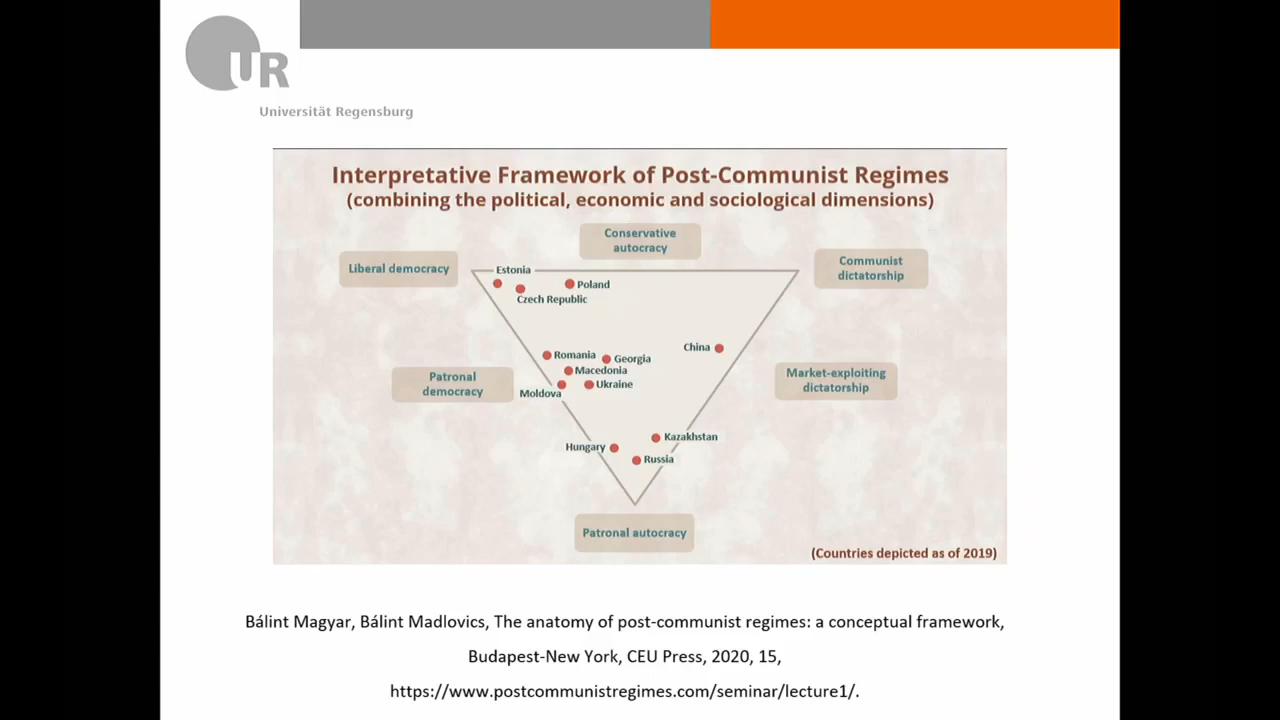 UR
Universität Regensburg
Interpretative Framework of Post-Communist Regimes
(combining the political, economic and sociological dimensions)
Conservative
autocracy
Liberal democracy
Communist
dictatorship
Estonia
Poland
Czech Republic
China
Romania
Georgia
Macedonia
Ukraine
Moldova
Patronal
democracy
Market-exploiting
dictatorship
Kazakhstan
Hungary
Russia
Patronal autocracy
(Countries depicted as of 2019)
Bálint Magyar, Bálint Madlovics, The anatomy of post-communist regimes: a conceptual framework,
Budapest-New York, CEU Press, 2020, 15,
https://www.postcommunistregimes.com/seminar/lecture1/.